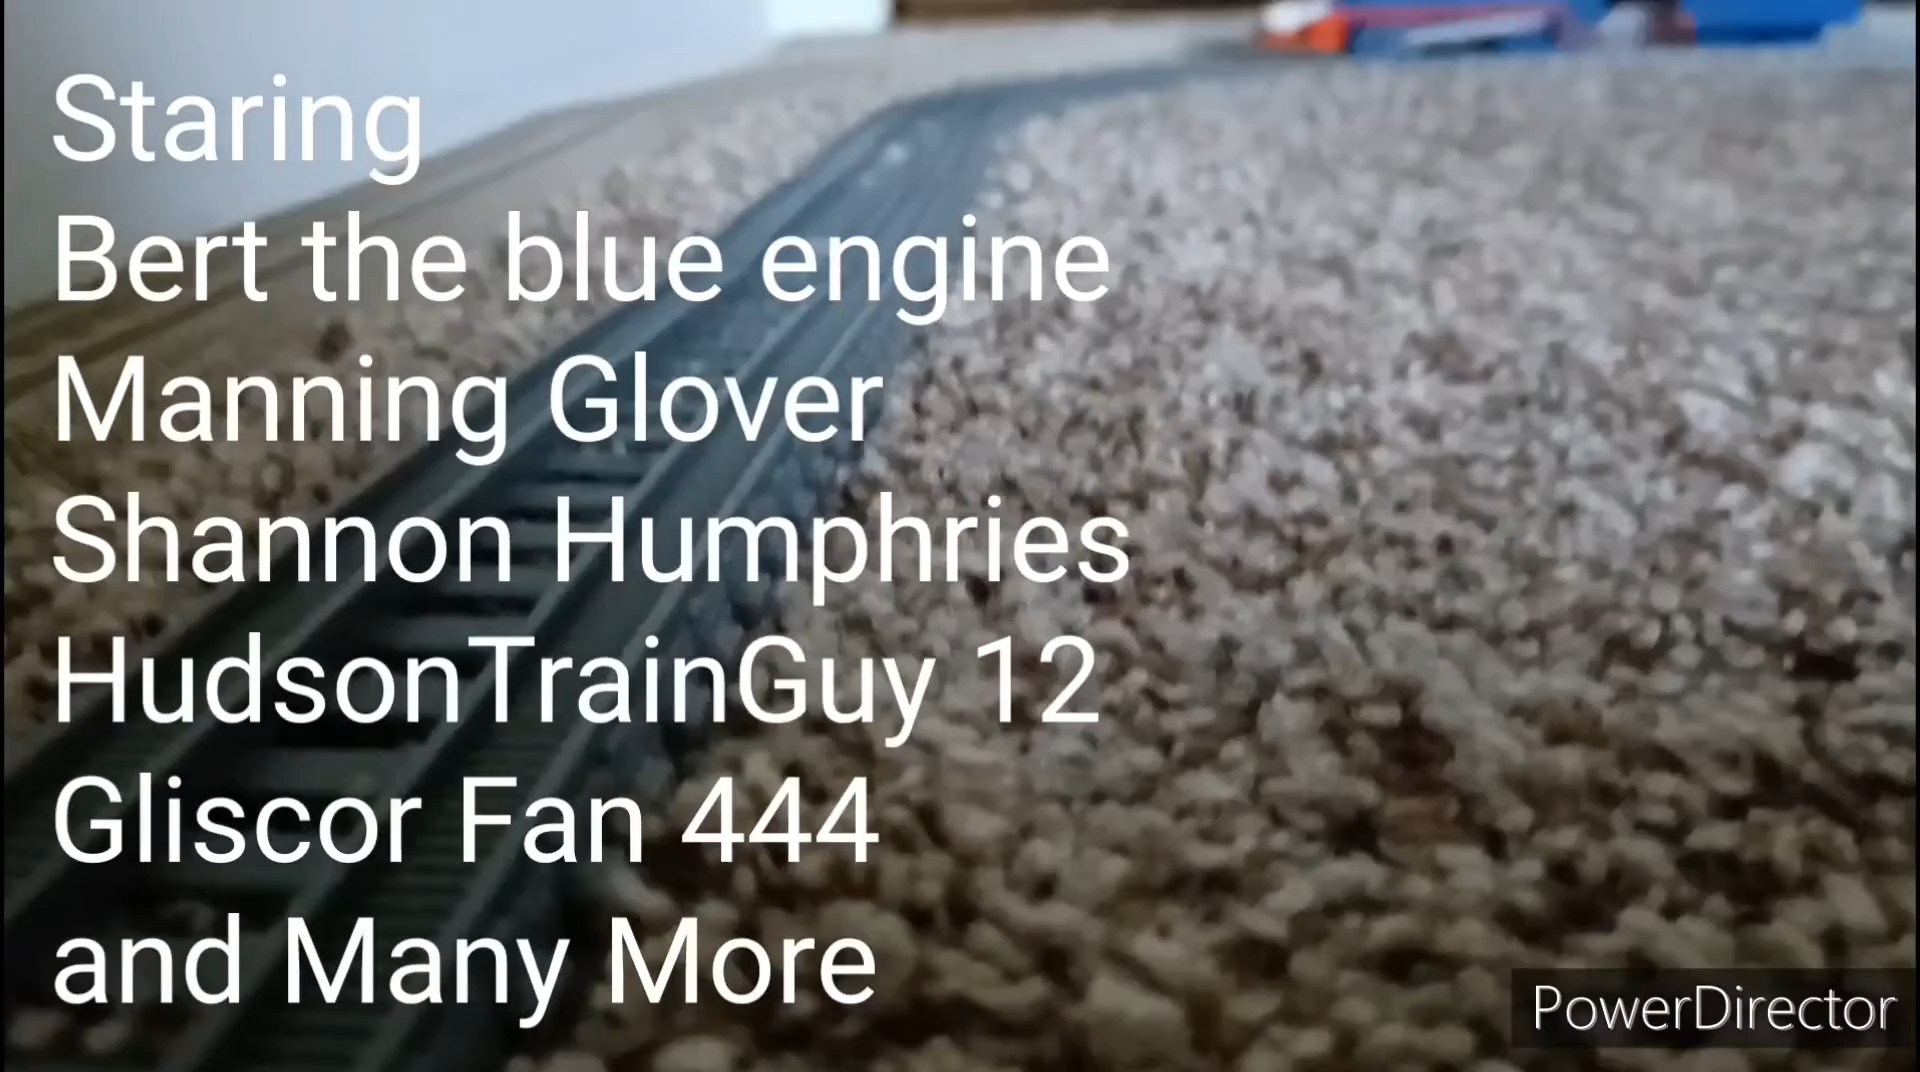 Staring
Bert the blue engine
Manning Glover
Shannon Humphries
HudsonTrainGuy 12
Gliscor Fan 444
and Many More
PowerDirector